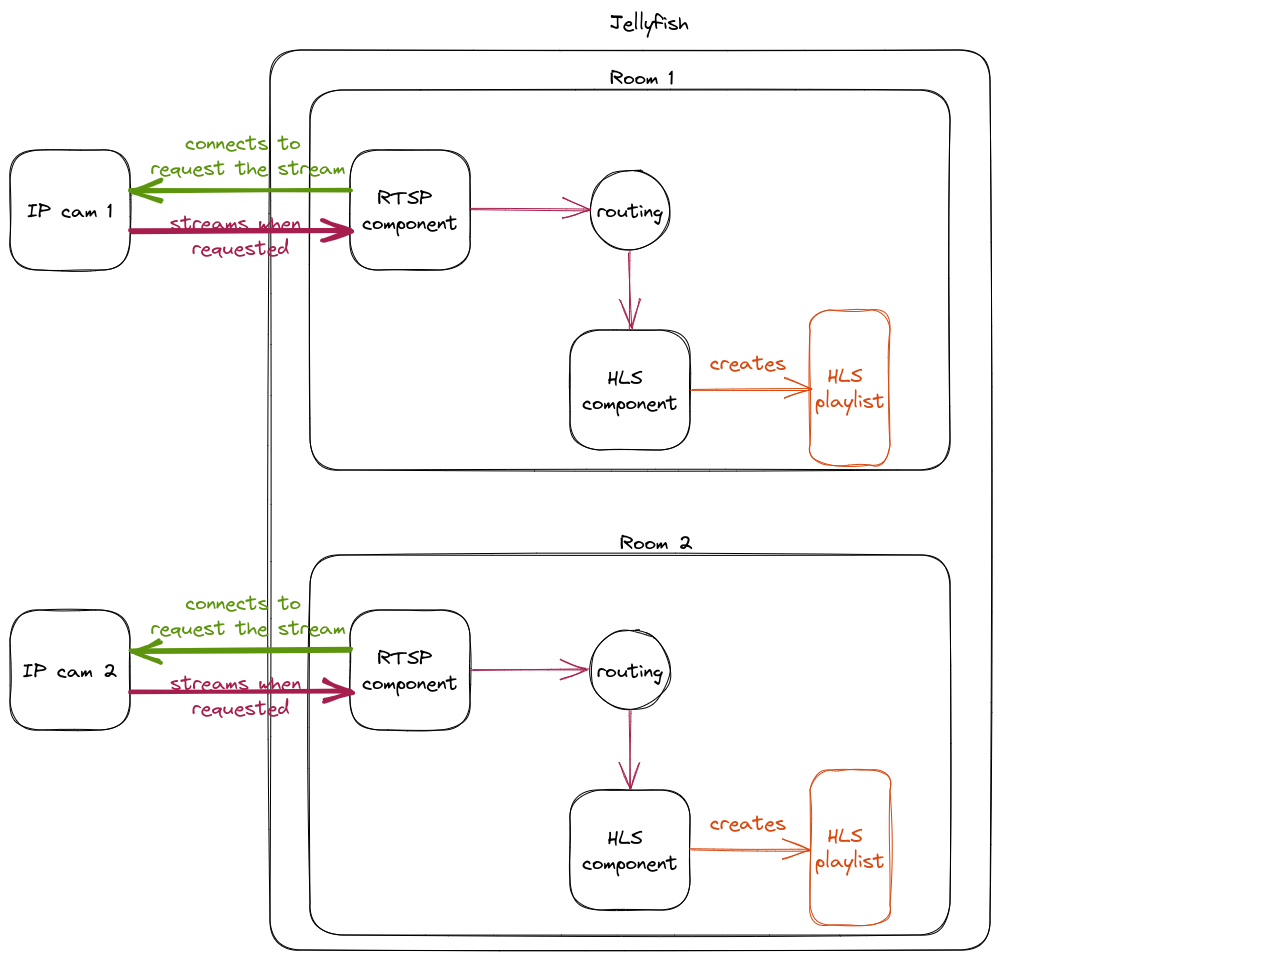 Jellyfish
Room 1
connects to
request the stream
IP cam 1
streams when
requested
RTSP
component
routing
HLS
component
creates
HLS
playlist
Room 2
connects to
request the stream
IP cam 2
streams when
requested
RTSP
component
routing
HLS
component
creates
HLS
playlist